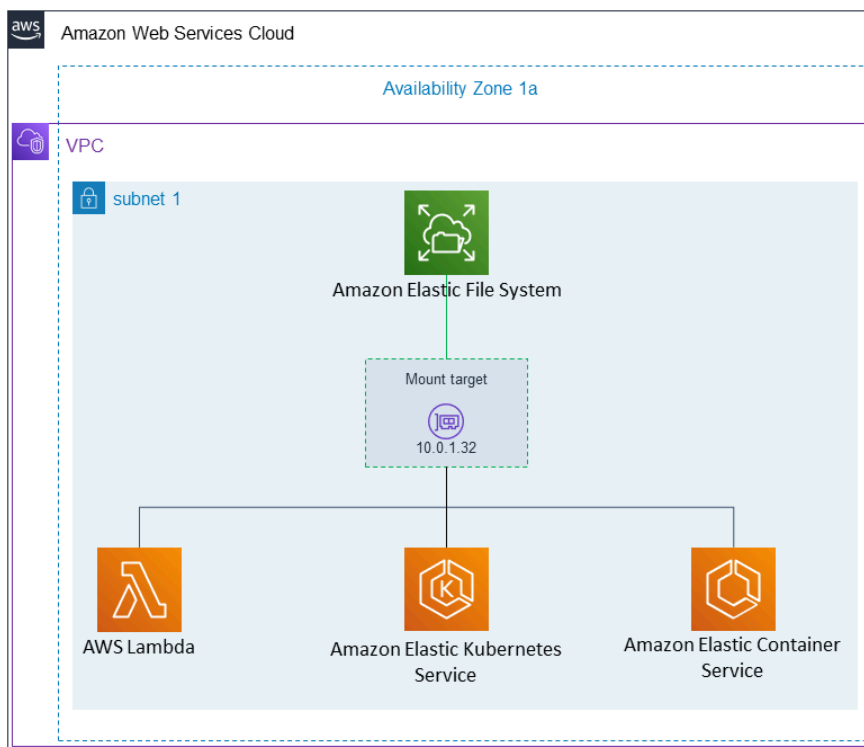 aws
Amazon Web Services Cloud
Availability Zone 1a
VPC
subnet 1
Amazon Elastic File System
Mount target
10.0.1.32
AWS Lambda
Amazon Elastic Kubernetes
Service
Amazon Elastic Container
Service
K